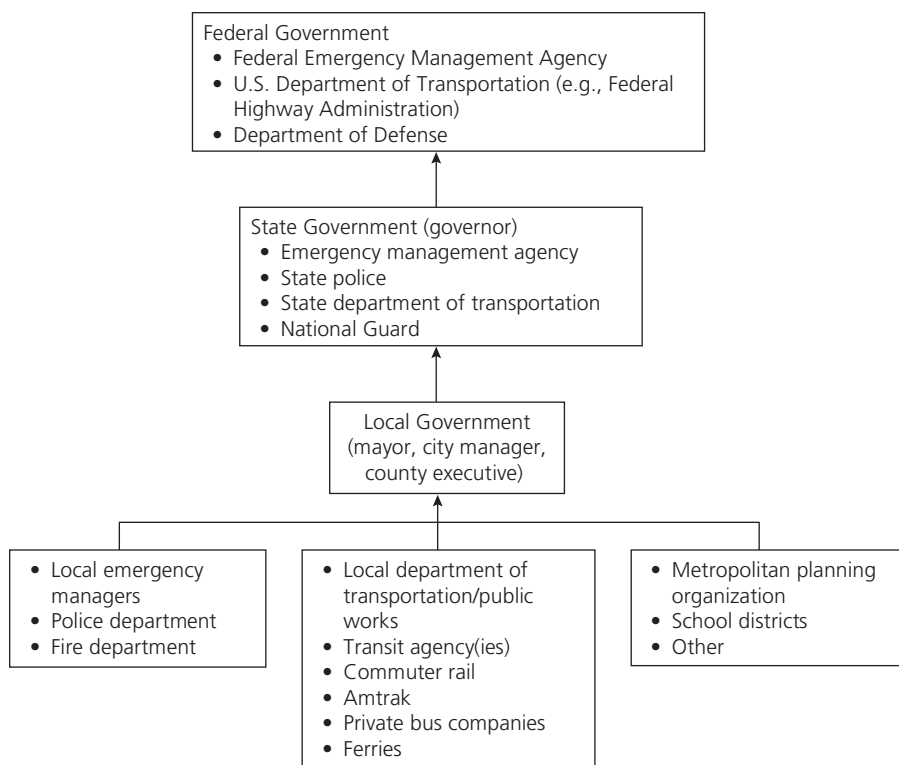 Federal Government
• Federal Emergency Management Agency
• U.S. Department of Transportation (e.g., Federal
Highway Administration)
• Department of Defense
State Government (governor)
• Emergency management agency
• State police
• State department of transportation
• National Guard
Local Government
(mayor, city manager,
county executive)
• Local emergency
managers
• Police department
• Fire department
• Local department of
transportation/public
works
• Transit agency(ies)
• Commuter rail
• Amtrak
• Private bus companies
• Ferries
• Metropolitan planning
organization
• School districts
• Other